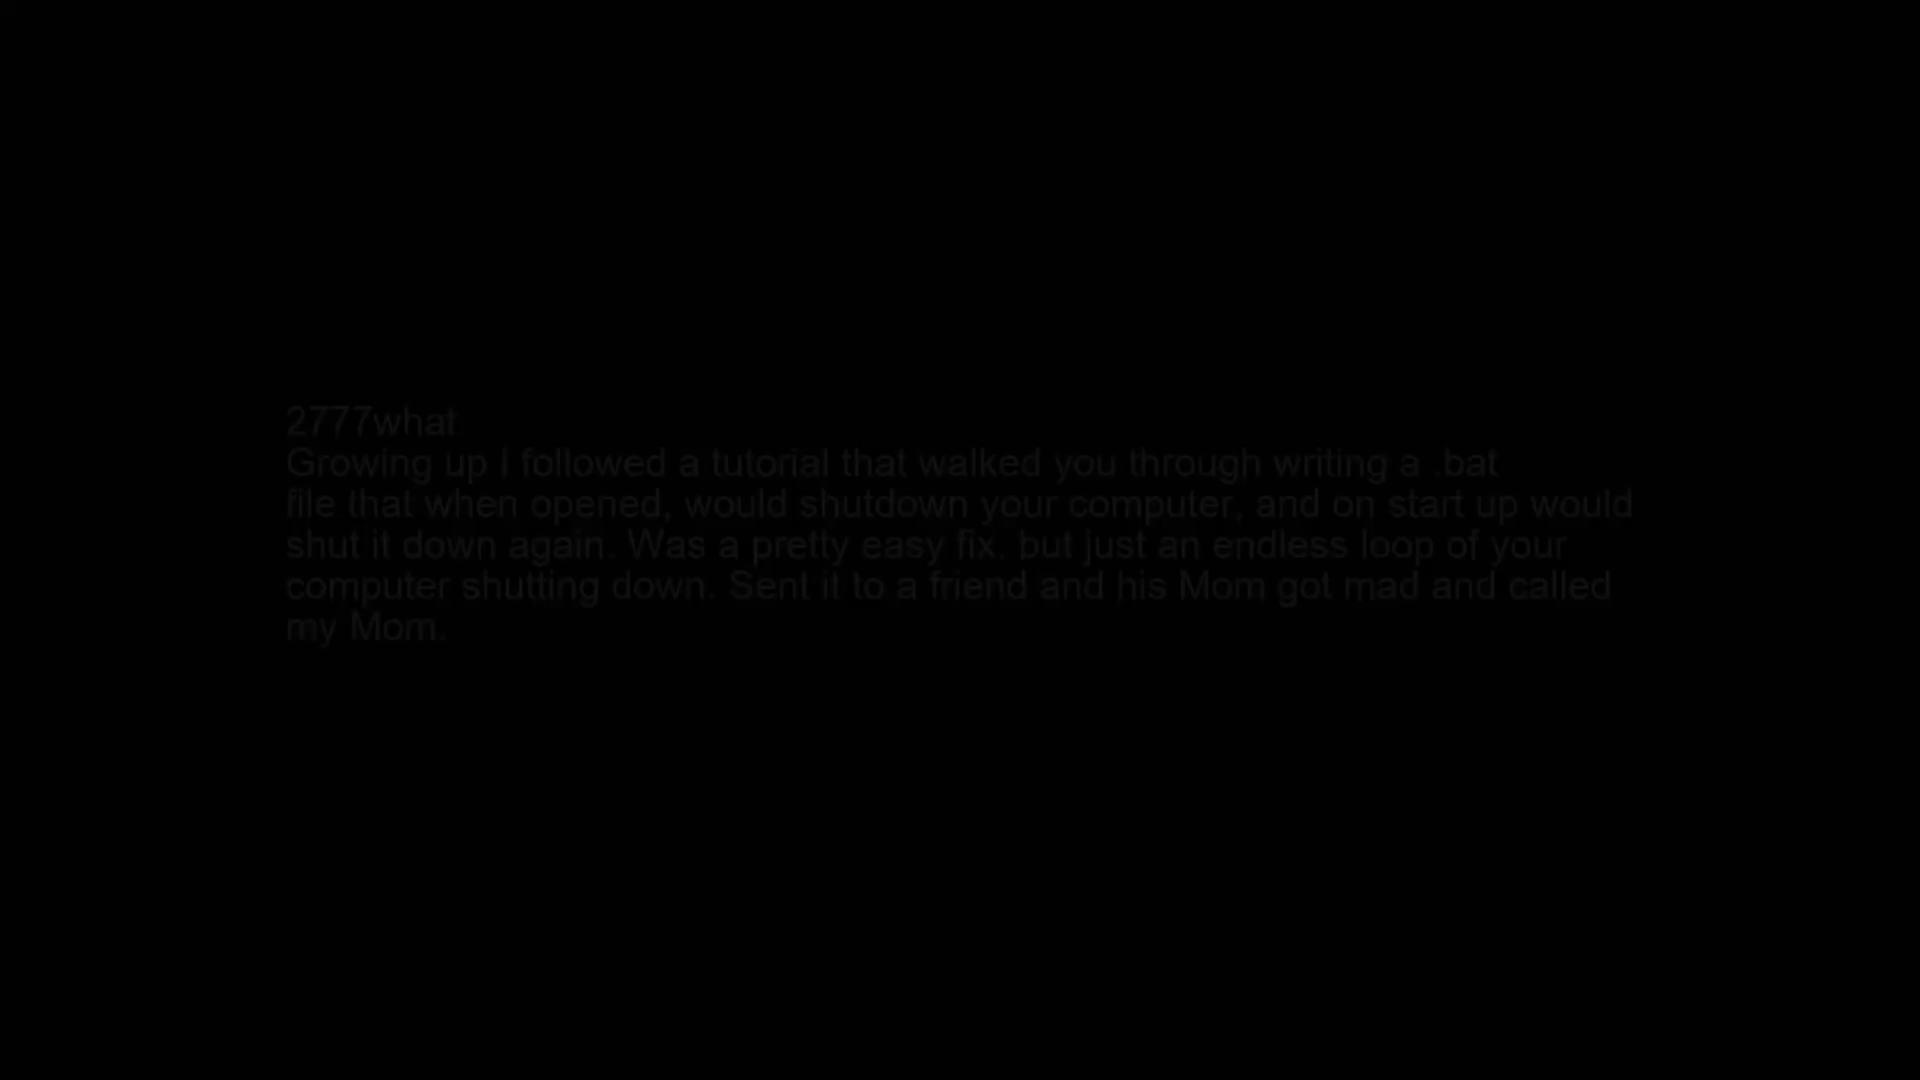 2777what
Growing up I followed a tutorial that walked you through writing a .bat
file that when opened, would shutdown your computer, and on start up would
shut it down again. Was a pretty easy fix. but just an endless loop of your
computer shutting down. Sent it to a friend and his Mom got mad and called
my Mom.